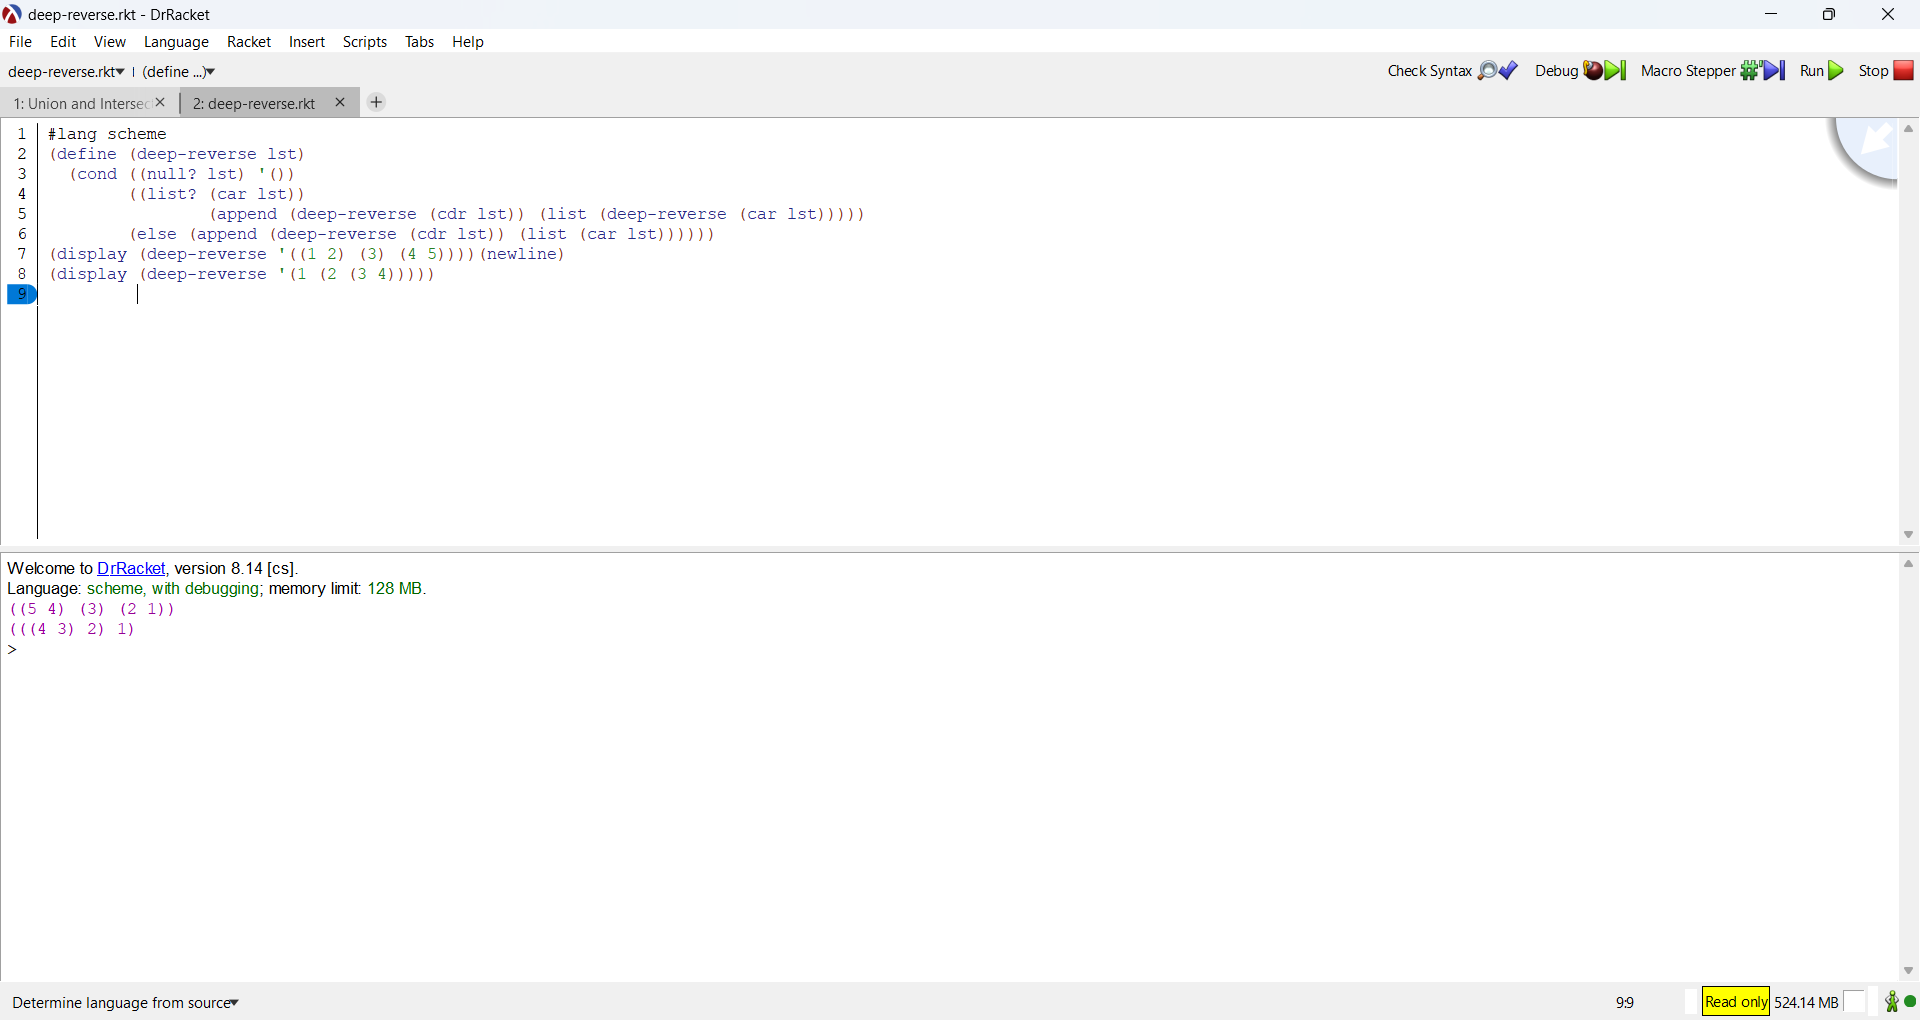 deep-reverse.rkt - DrRacket
File Edit View Language Racket Insert Scripts Tabs Help
deep-reverse.rkt (define ...) Check Syntax Debug Macro Stepper Run Stop
1: Union and Intersec 2: deep-reverse.rkt
1 #lang scheme
2 (define (deep-reverse lst)
3 (cond ((null? lst) '())
4 ((list? (car lst))
5 (append (deep-reverse (cdr lst)) (list (deep-reverse (car lst)))))
6 (else (append (deep-reverse (cdr lst)) (list (car lst))))))
7 (display (deep-reverse '((1 2) (3) (4 5))))(newline)
8 (display (deep-reverse '(1 (2 (3 4)))))
9
Welcome to DrRacket, version 8.14 [cs].
Language: scheme, with debugging; memory limit: 128 MB.
((5 4) (3) (2 1))
(((4 3) 2) 1)
>
Determine language from source 9:9 Read only 524.14 MB